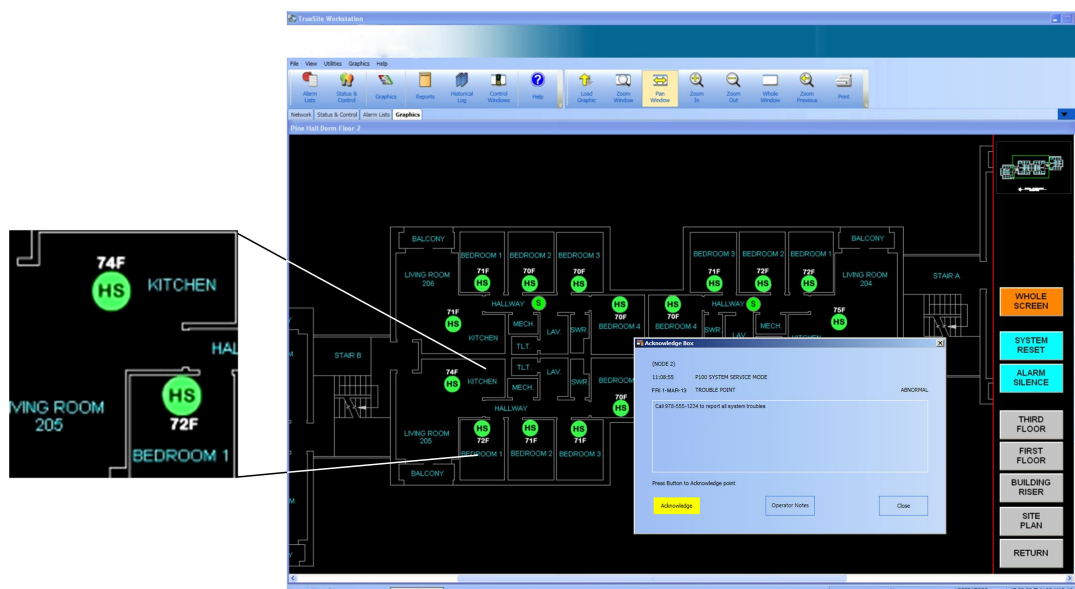 TrueSite Workstation
File View Utilities Graphics Help
Alarm Lists
Status & Control
Graphics
Reports
Historical Log
Control Windows
Help
Load Graphic
Zoom Window
Pan Window
Zoom In
Zoom Out
Whole Window
Zoom Previous
Print
Network Status & Control Alarm Lists Graphics
Pine Hall Dorm Floor 2
74F
HS KITCHEN
HAL
HS
VING ROOM 72F
205
BEDROOM 1
BALCONY
BALCONY
BEDROOM 1 BEDROOM 2 BEDROOM 3
BEDROOM 3 BEDROOM 2 BEDROOM 1
71F 70F 70F
71F 72F 72F
HS HS HS
HS HS HS
LIVING ROOM
206
LIVING ROOM
204
STAIR A
HALLWAY S
HS HS
70F 70F
HALLWAY S
71F
HS
75F
HS
MECH.
LAV.
SWR
BEDROOM 4 BEDROOM 4
SWR
LAV.
MECH.
KITCHEN
TLT.
STAIR B
TLT.
LAV.
74F
HS KITCHEN
MECH.
SWR
BEDROOM
70F
HS
HALLWAY
LIVING ROOM
205
HS HS HS
72F 71F 71F
BEDROOM 1 BEDROOM 2 BEDROOM 3
BALCONY
Acknowledge Box
(NODE 2)
11:08:55 P100 SYSTEM SERVICE MODE
FRI 1-MAR-13 TROUBLE POINT ABNORMAL
Call 978-555-1234 to report all system troubles
Press Button to Acknowledge point
Acknowledge Operator Notes Close
WHOLE
SCREEN
SYSTEM
RESET
ALARM
SILENCE
THIRD
FLOOR
FIRST
FLOOR
BUILDING
RISER
SITE
PLAN
RETURN